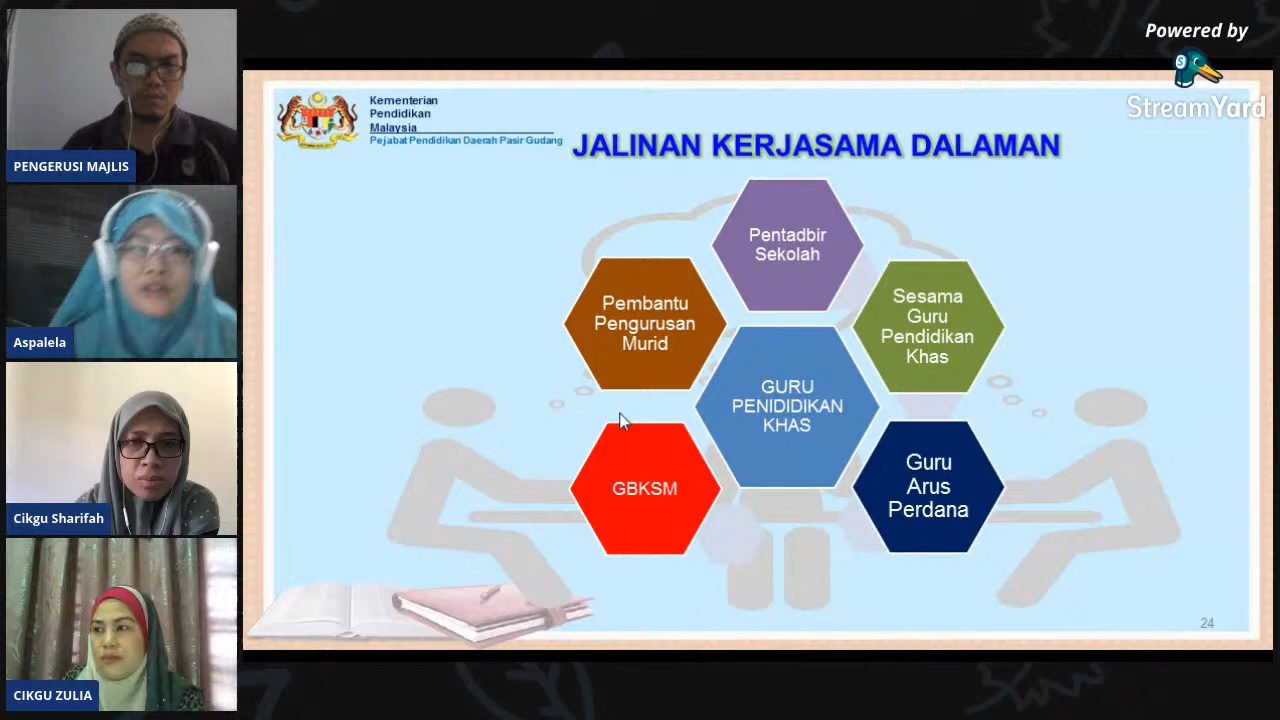 PENGERUSI MAJLIS
Aspalela
Cikgu Sharifah
CIKGU ZULIA
Powered by
StreamYard
Kementerian
Pendidikan
Malaysia
Pejabat Pendidikan Daerah Pasir Gudang
JALINAN KERJASAMA DALAMAN
Pentadbir
Sekolah
Pembantu
Pengurusan
Murid
Sesama
Guru
Pendidikan
Khas
GURU
PENIDIDIKAN
KHAS
GBKSM
Guru
Arus
Perdana
24